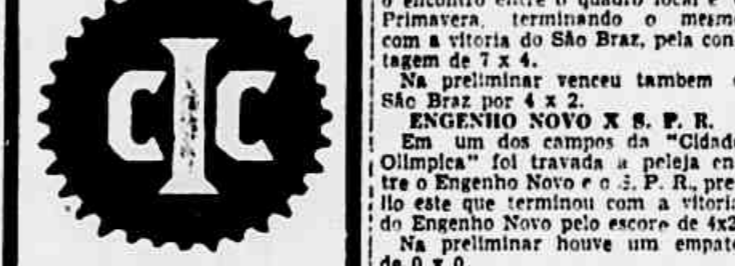 CIC
o encontro entre o quadro local e
Primavera, terminando o mesmo
com a vitoria do São Braz, pela con-
tagem de 7 x 4.
Na preliminar venceu tambem o
São Braz por 4 x 2.
ENGENHO NOVO X S. P. R.
Em um dos campos da "Cidade
Olimpica" foi travada a peleja en-
tre o Engenho Novo e o S. P. R., pre-
lio este que terminou com a vitoria
do Engenho Novo pelo escore de 4x2
Na preliminar houve um empate
de 0 x 0